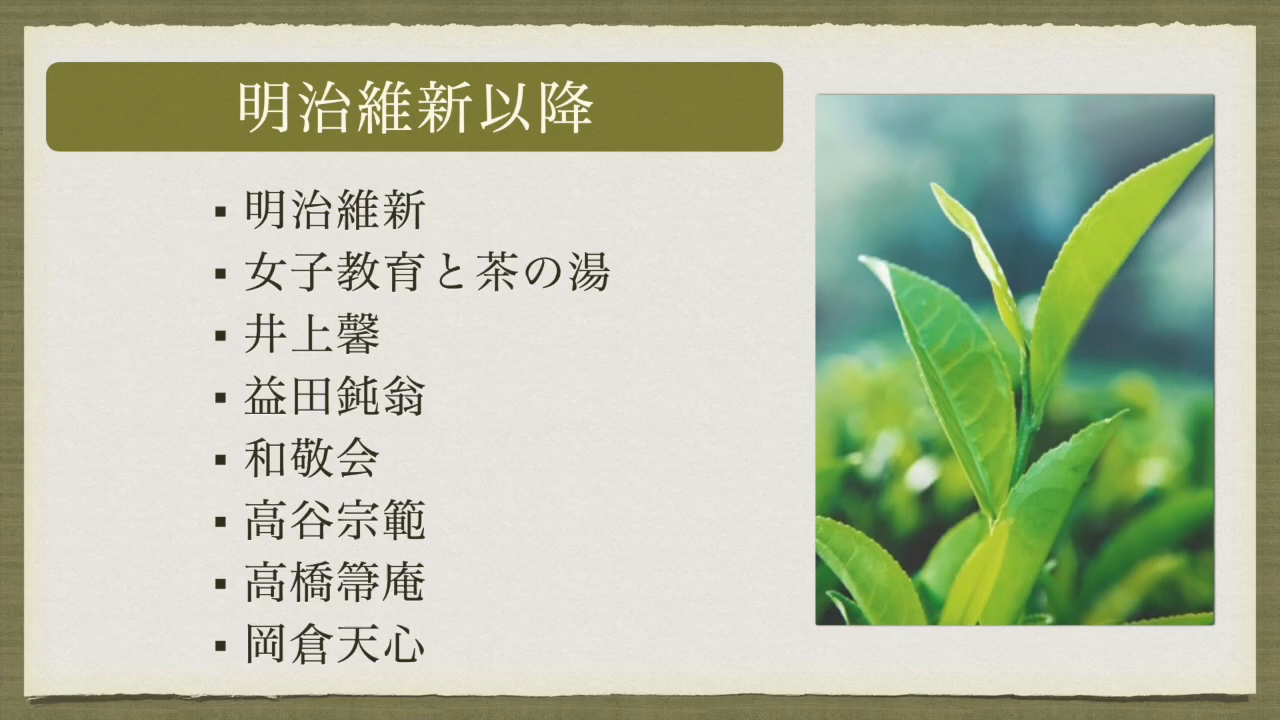 明治維新以降
▪ 明治維新
▪ 女子教育と茶の湯
▪ 井上馨
▪ 益田鈍翁
▪ 和敬会
▪ 高谷宗範
▪ 高橋箒庵
▪ 岡倉天心